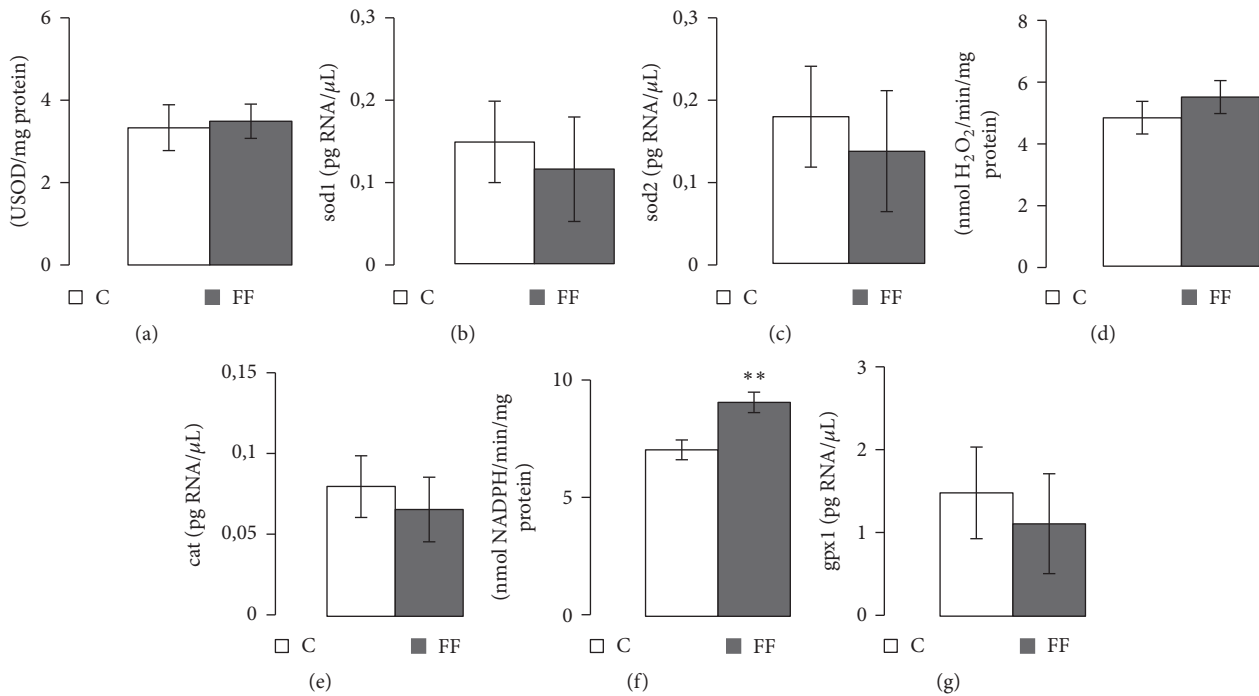 (USOD/mg protein)
6
4
2
0
C FF
(a)
sod1 (pg RNA/μL)
0,3
0,2
0,1
0
C FF
(b)
sod2 (pg RNA/μL)
0,3
0,2
0,1
0
C FF
(c)
(nmol H₂O₂/min/mg
protein)
8
6
4
2
0
C FF
(d)
cat (pg RNA/μL)
0,15
0,1
0,05
0
C FF
(e)
(nmol NADPH/min/mg
protein)
10
5
0
**
C FF
(f)
gpx1 (pg RNA/μL)
3
2
1
0
C FF
(g)